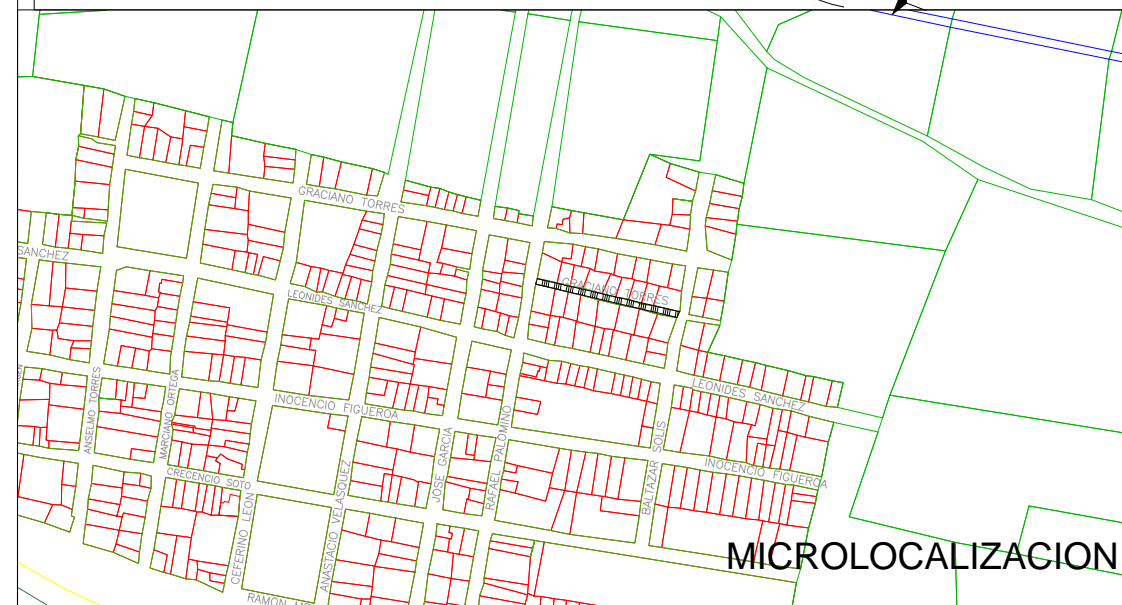 GRACIANO TORRES
SANCHEZ
LEONIDES SANCHEZ
GRACIANO TORRES
LEONIDES SANCHEZ
INOCENCIO FIGUEROA
ANSELMO TORRES
MARCIANO ORTEGA
CRECENCIO SOTO
CEFERINO LEON
ANASTACIO VELASQUEZ
JOSE GARCIA
RAFAEL PALOMINO
BALTAZAR SOLIS
INOCENCIO FIGUEROA
RAMON
MICROLOCALIZACION